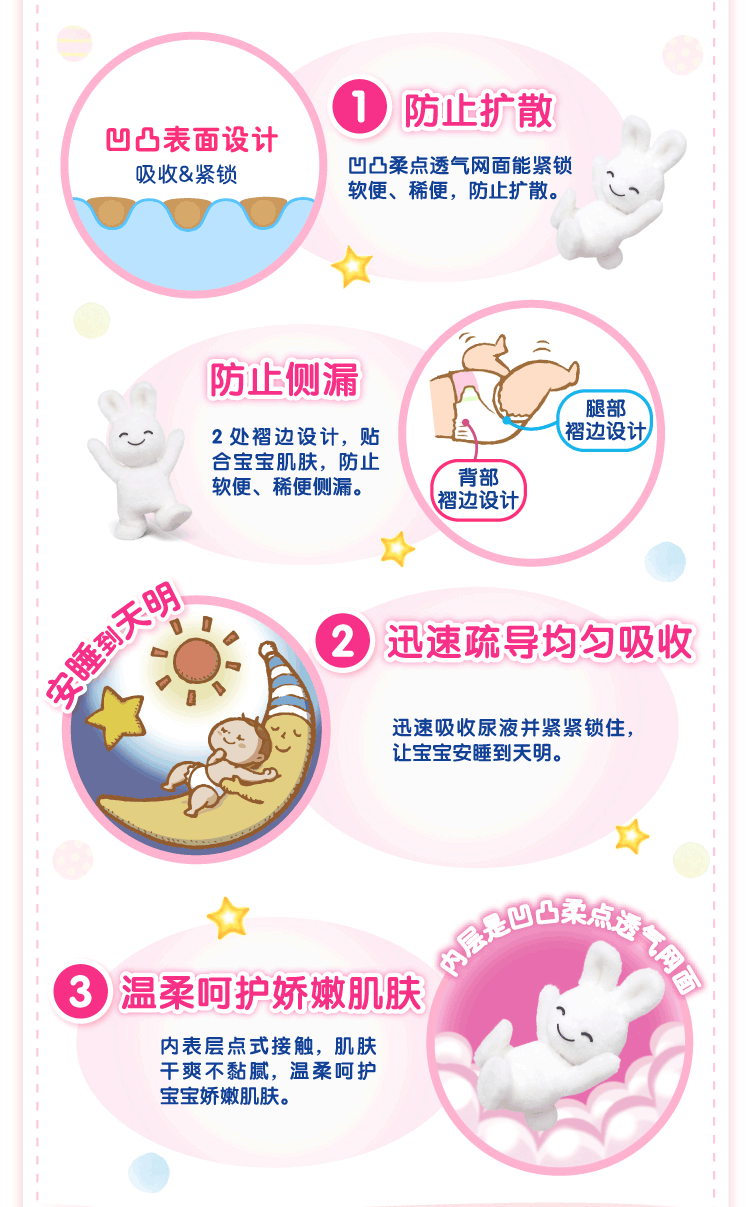 凹凸表面设计
吸收&紧锁
1 防止扩散
凹凸柔点透气网面能紧锁
软便、稀便，防止扩散。
防止侧漏
2 处褶边设计，贴
合宝宝肌肤，防止
软便、稀便侧漏。
腿部
褶边设计
背部
褶边设计
安睡到天明
2 迅速疏导均匀吸收
迅速吸收尿液并紧紧锁住，
让宝宝安睡到天明。
内层是凹凸柔点透气网面
3 温柔呵护娇嫩肌肤
内表层点式接触，肌肤
干爽不黏腻，温柔呵护
宝宝娇嫩肌肤。